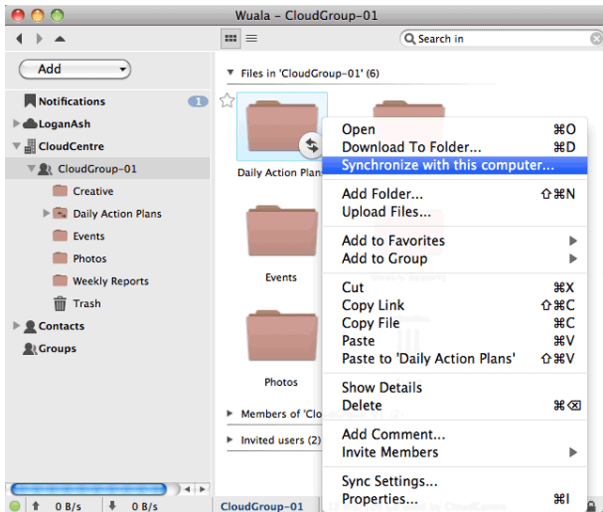 Wuala – CloudGroup-01
Search in
Add
Files in 'CloudGroup-01' (6)
Notifications 1
LoganAsh
CloudCentre
CloudGroup-01
Creative
Daily Action Plans
Events
Photos
Weekly Reports
Trash
Contacts
Groups
Daily Action Plans
Events
Photos
Members of 'Clou
Invited users (2)
Open ⌘O
Download To Folder... ⌘D
Synchronize with this computer...
Add Folder... ⇧⌘N
Upload Files...
Add to Favorites
Add to Group
Cut ⌘X
Copy Link ⇧⌘C
Copy File ⌘C
Paste ⌘V
Paste to 'Daily Action Plans' ⇧⌘V
Show Details
Delete ⌘⌫
Add Comment...
Invite Members
Sync Settings...
Properties... ⌘I
0 B/s 0 B/s CloudGroup-01